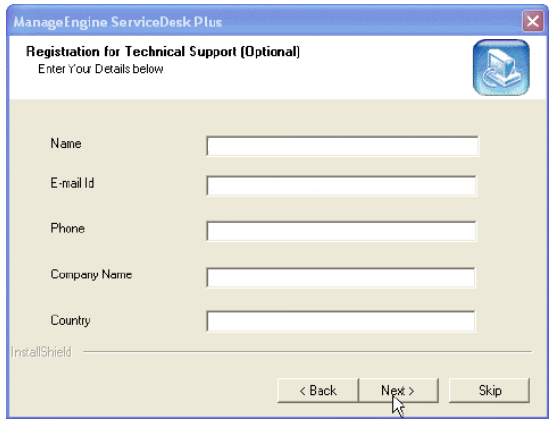 ManageEngine ServiceDesk Plus
Registration for Technical Support (Optional)
Enter Your Details below
Name
E-mail Id
Phone
Company Name
Country
InstallShield
< Back Next > Skip